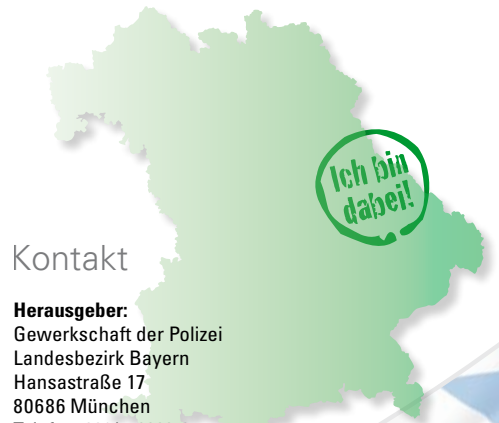 Ich bin
dabei!
Kontakt
Herausgeber:
Gewerkschaft der Polizei
Landesbezirk Bayern
Hansastraße 17
80686 München